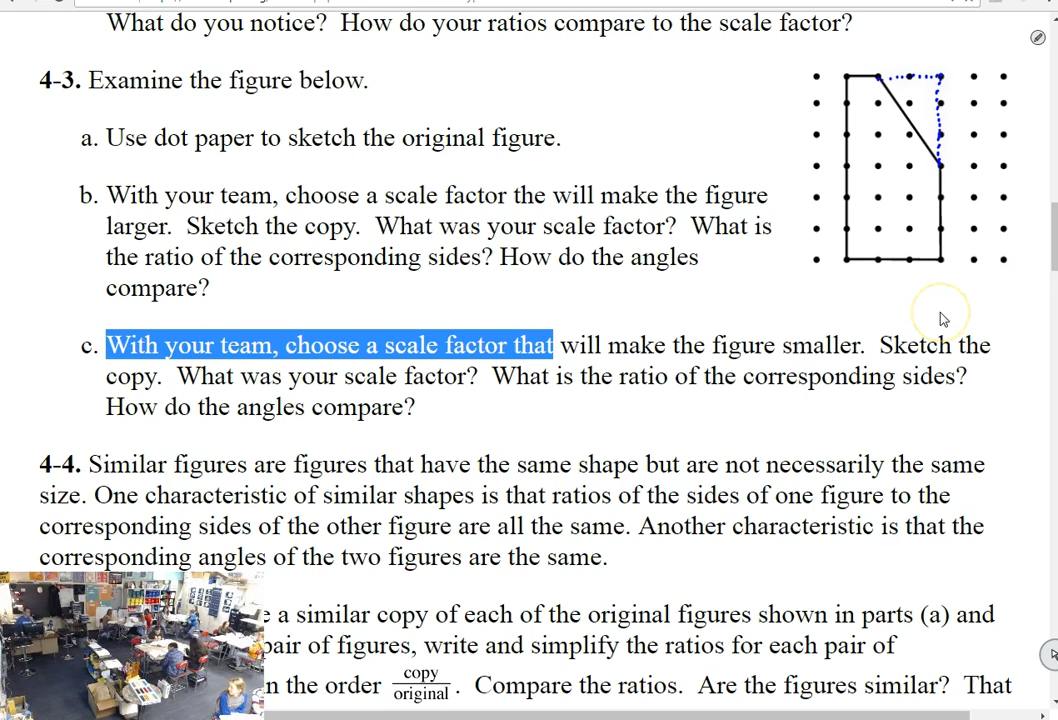 What do you notice? How do your ratios compare to the scale factor?
4-3. Examine the figure below.
a. Use dot paper to sketch the original figure.
b. With your team, choose a scale factor the will make the figure
larger. Sketch the copy. What was your scale factor? What is
the ratio of the corresponding sides? How do the angles
compare?
c. With your team, choose a scale factor that will make the figure smaller. Sketch the
copy. What was your scale factor? What is the ratio of the corresponding sides?
How do the angles compare?
4-4. Similar figures are figures that have the same shape but are not necessarily the same
size. One characteristic of similar shapes is that ratios of the sides of one figure to the
corresponding sides of the other figure are all the same. Another characteristic is that the
corresponding angles of the two figures are the same.
a similar copy of each of the original figures shown in parts (a) and
pair of figures, write and simplify the ratios for each pair of
n the order copy/original. Compare the ratios. Are the figures similar? That